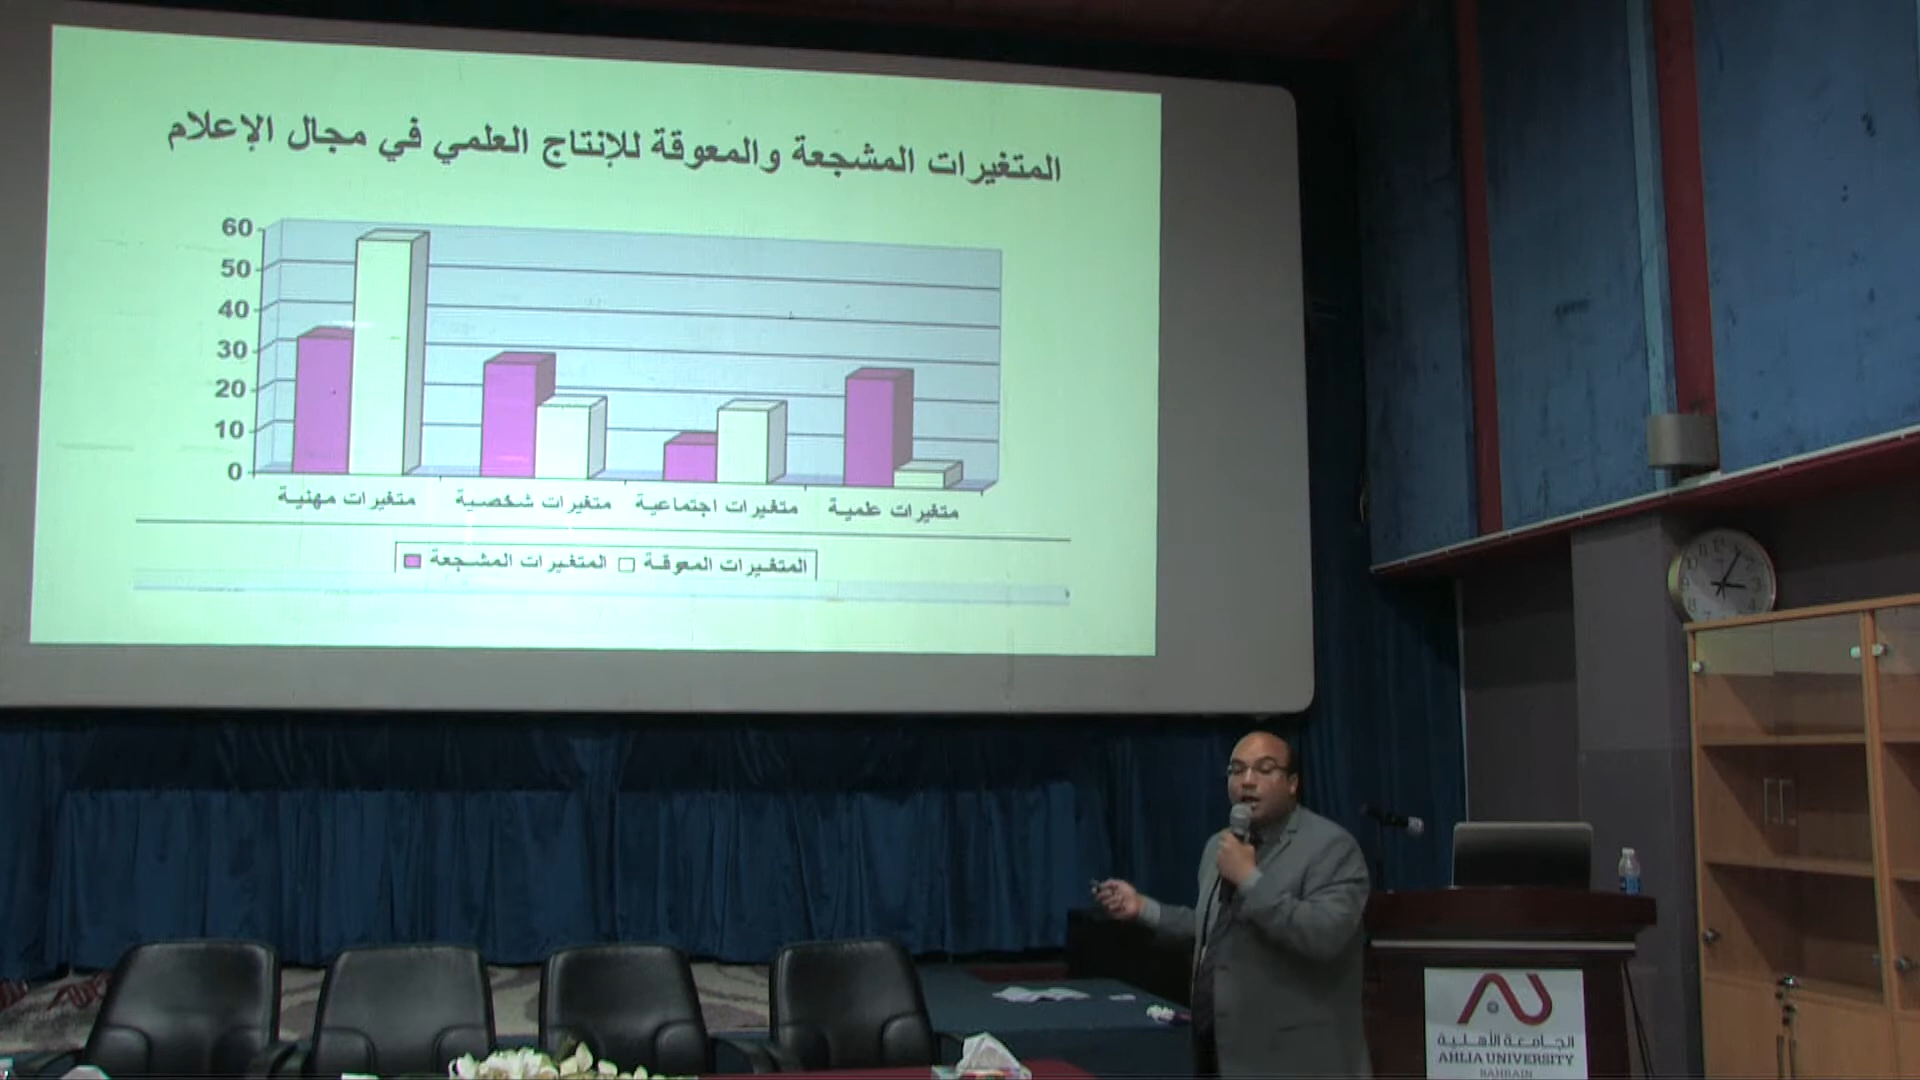 المتغيرات المشجعة والمعوقة للإنتاج العلمي في مجال الإعلام
60
50
40
30
20
10
0
متغيرات مهنية متغيرات شخصية متغيرات اجتماعية متغيرات علمية
المتغيرات المشجعة المتغيرات المعوقة
الجامعة الأهلية
AHLIA UNIVERSITY
BAHRAIN